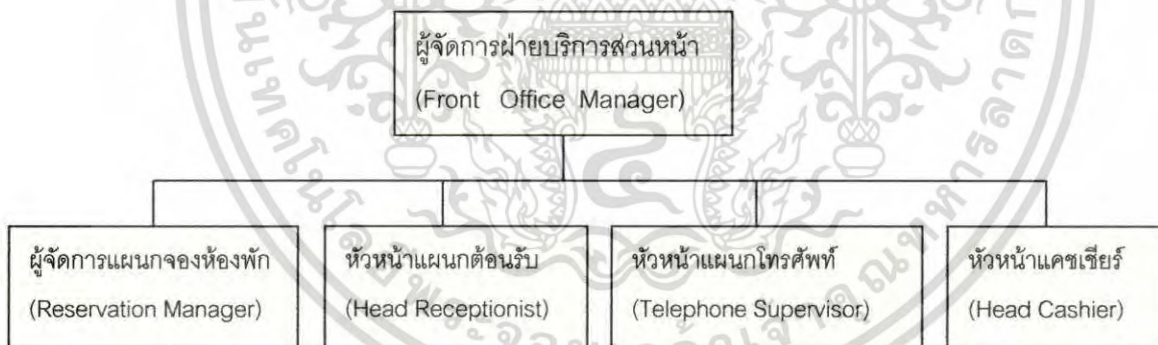 ผู้จัดการฝ่ายบริการส่วนหน้า
(Front Office Manager)
ผู้จัดการแผนกจองห้องพัก
(Reservation Manager)
หัวหน้าแผนกต้อนรับ
(Head Receptionist)
หัวหน้าแผนกโทรศัพท์
(Telephone Supervisor)
หัวหน้าแคชเชียร์
(Head Cashier)